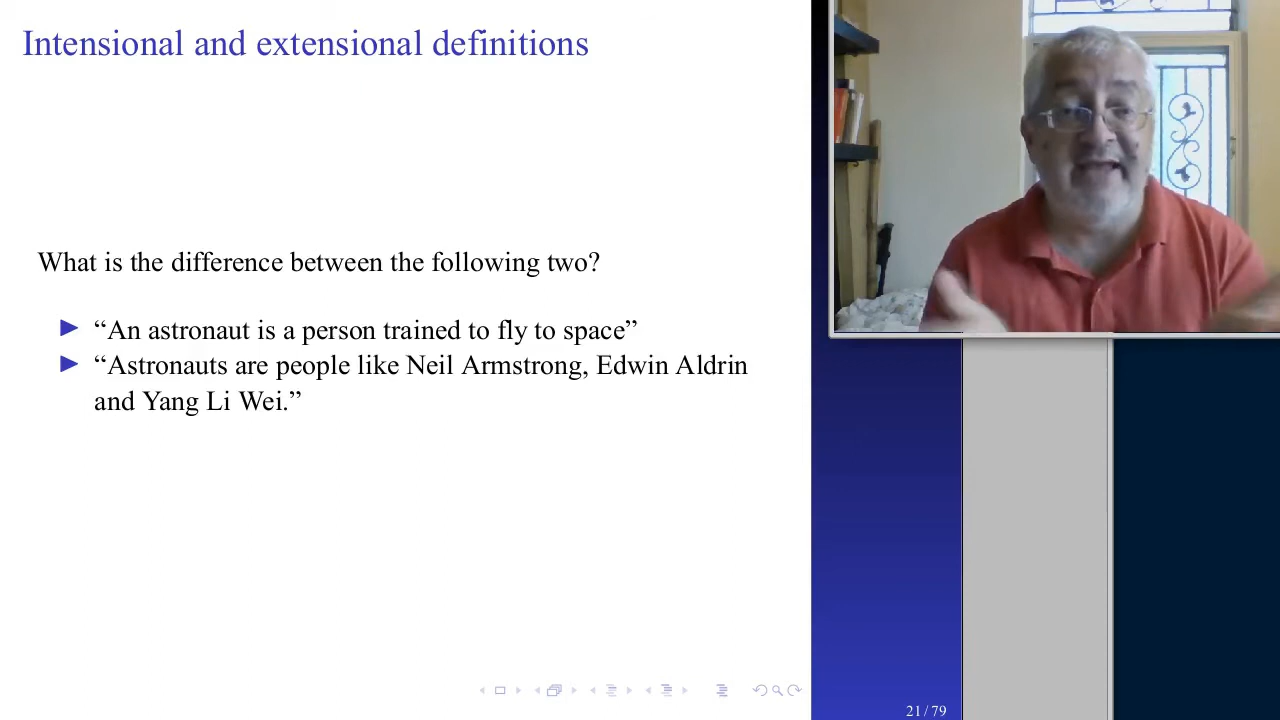 Intensional and extensional definitions
What is the difference between the following two?
“An astronaut is a person trained to fly to space”
“Astronauts are people like Neil Armstrong, Edwin Aldrin
and Yang Li Wei.”
21 / 79